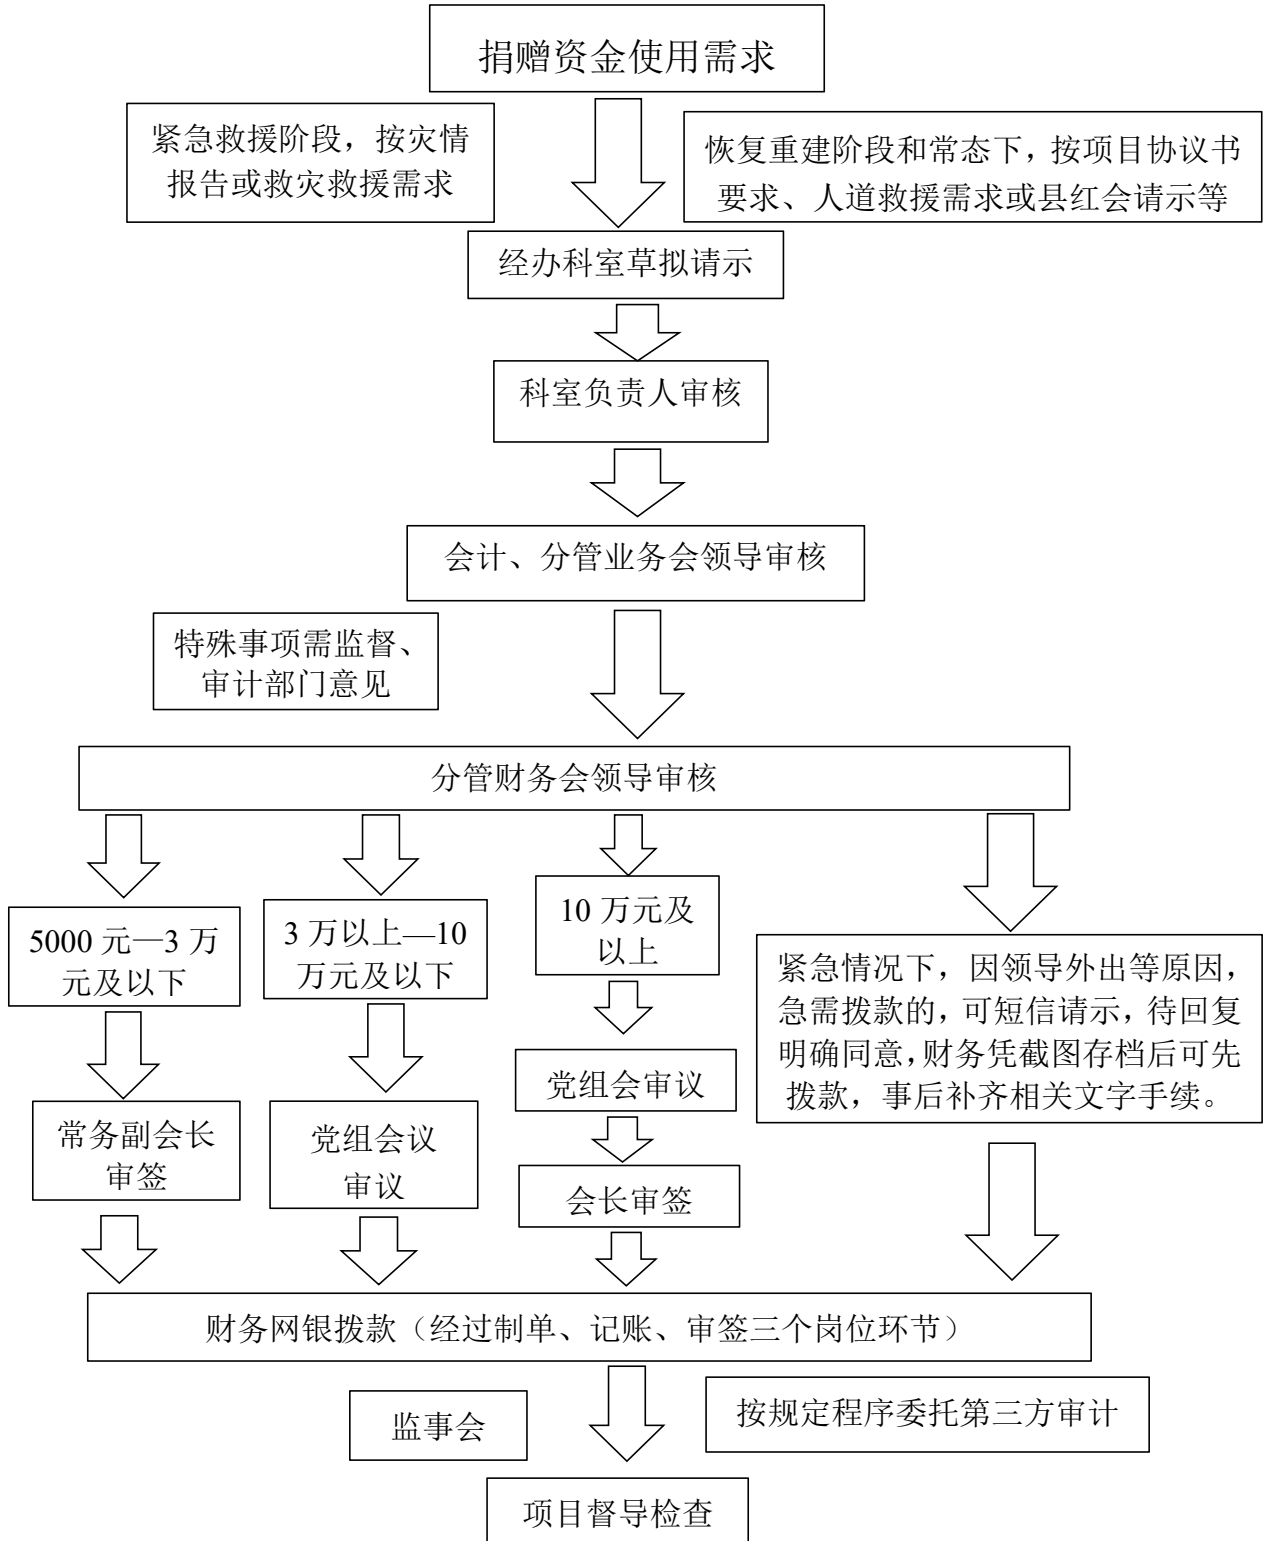 捐赠资金使用需求
紧急救援阶段，按灾情
报告或救灾救援需求
恢复重建阶段和常态下，按项目协议书
要求、人道救援需求或县红会请示等
经办科室草拟请示
科室负责人审核
会计、分管业务会领导审核
特殊事项需监督、
审计部门意见
分管财务会领导审核
5000 元—3 万
元及以下
3 万以上—10
万元及以下
10 万元及
以上
紧急情况下，因领导外出等原因，
急需拨款的，可短信请示，待回复
明确同意，财务凭截图存档后可先
拨款，事后补齐相关文字手续。
常务副会长
审签
党组会议
审议
党组会审议
会长审签
财务网银拨款（经过制单、记账、审签三个岗位环节）
监事会
按规定程序委托第三方审计
项目督导检查